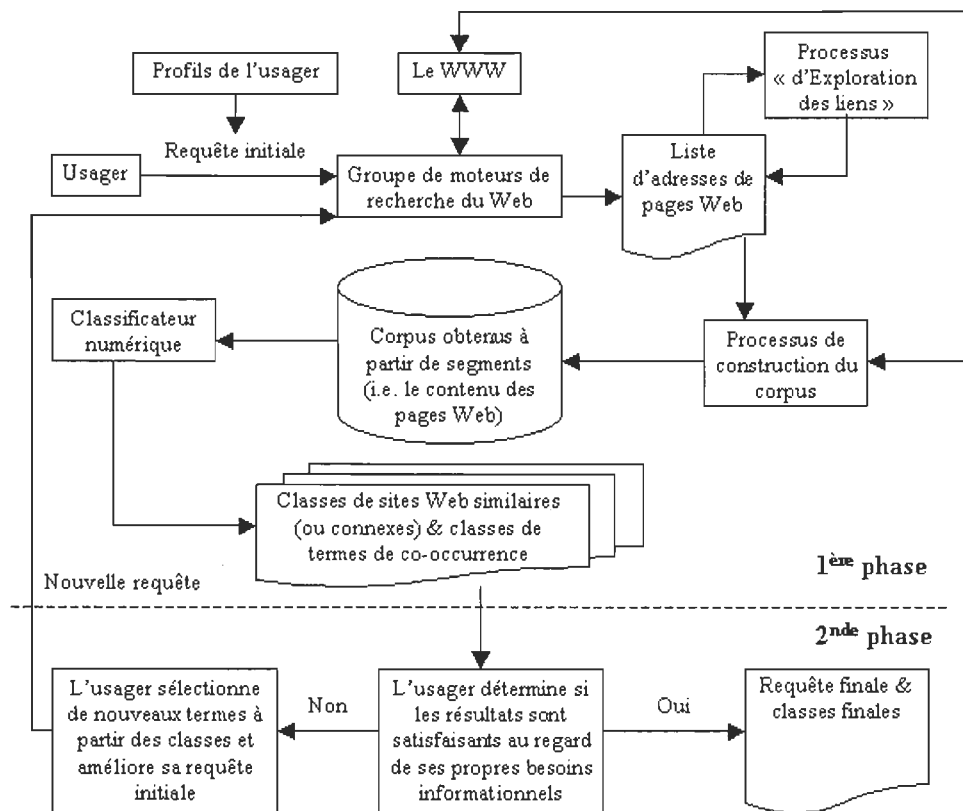 Profils de l'usager
Le WWW
Processus
« d'Exploration
des liens »
Requête initiale
Usager
Groupe de moteurs de
recherche du Web
Liste
d'adresses de
pages Web
Classificateur
numérique
Corpus obtenus à
partir de segments
(i.e. le contenu des
pages Web)
Processus de
construction du
corpus
Classes de sites Web similaires
(ou connexes) & classes de
termes de co-occurrence
Nouvelle requête
1ère phase
2nde phase
L'usager sélectionne
de nouveaux termes à
partir des classes et
améliore sa requête
initiale
Non
L'usager détermine si
les résultats sont
satisfaisants au regard
de ses propres besoins
informationnels
Oui
Requête finale &
classes finales